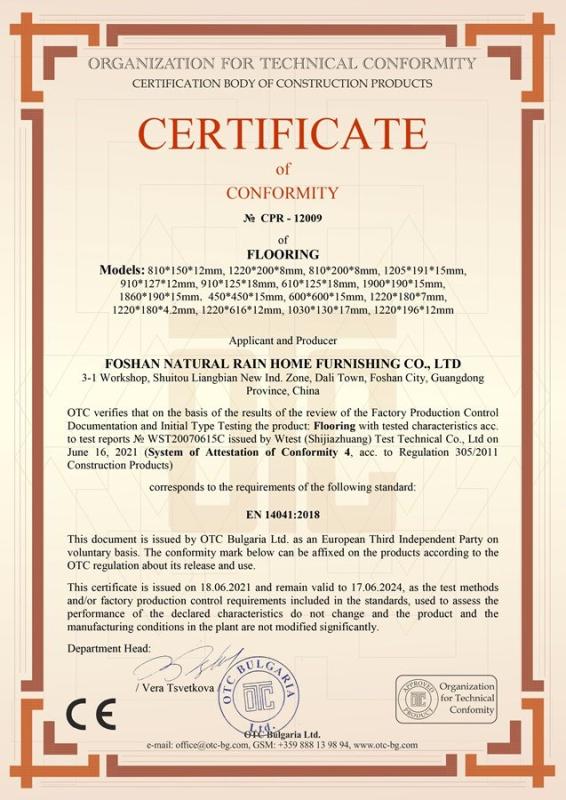 ORGANIZATION FOR TECHNICAL CONFORMITY
CERTIFICATION BODY OF CONSTRUCTION PRODUCTS
CERTIFICATE
of
CONFORMITY
№ CPR - 12009
of
FLOORING
Models: 810*150*12mm, 1220*200*8mm, 810*200*8mm, 1205*191*15mm,
910*127*12mm, 910*125*18mm, 610*125*18mm, 1900*190*15mm,
1860*190*15mm, 450*450*15mm, 600*600*15mm, 1220*180*7mm,
1220*180*4.2mm, 1220*616*12mm, 1030*130*17mm, 1220*196*12mm
Applicant and Producer
FOSHAN NATURAL RAIN HOME FURNISHING CO., LTD
3-1 Workshop, Shuitou Liangbian New Ind. Zone, Dali Town, Foshan City, Guangdong
Province, China
OTC verifies that on the basis of the results of the review of the Factory Production Control
Documentation and Initial Type Testing the product: Flooring with tested characteristics acc.
to test reports № WST20070615C issued by Wtest (Shijiazhuang) Test Technical Co., Ltd on
June 16, 2021 (System of Attestation of Conformity 4, acc. to Regulation 305/2011
Construction Products)
corresponds to the requirements of the following standard:
EN 14041:2018
This document is issued by OTC Bulgaria Ltd. as an European Third Independent Party on
voluntary basis. The conformity mark below can be affixed on the products according to the
OTC regulation about its release and use.
This certificate is issued on 18.06.2021 and remain valid to 17.06.2024, as the test methods
and/or factory production control requirements included in the standards, used to assess the
performance of the declared characteristics do not change and the product and the
manufacturing conditions in the plant are not modified significantly.
Department Head:
/ Vera Tsvetkova /
OTC BULGARIA
OTC
Ltd.
CE
APPROVED
OTC
PRODUCT
Organization
for Technical
Conformity
OTC Bulgaria Ltd.
e-mail: office@otc-bg.com, GSM: +359 888 13 98 94, www.otc-bg.com